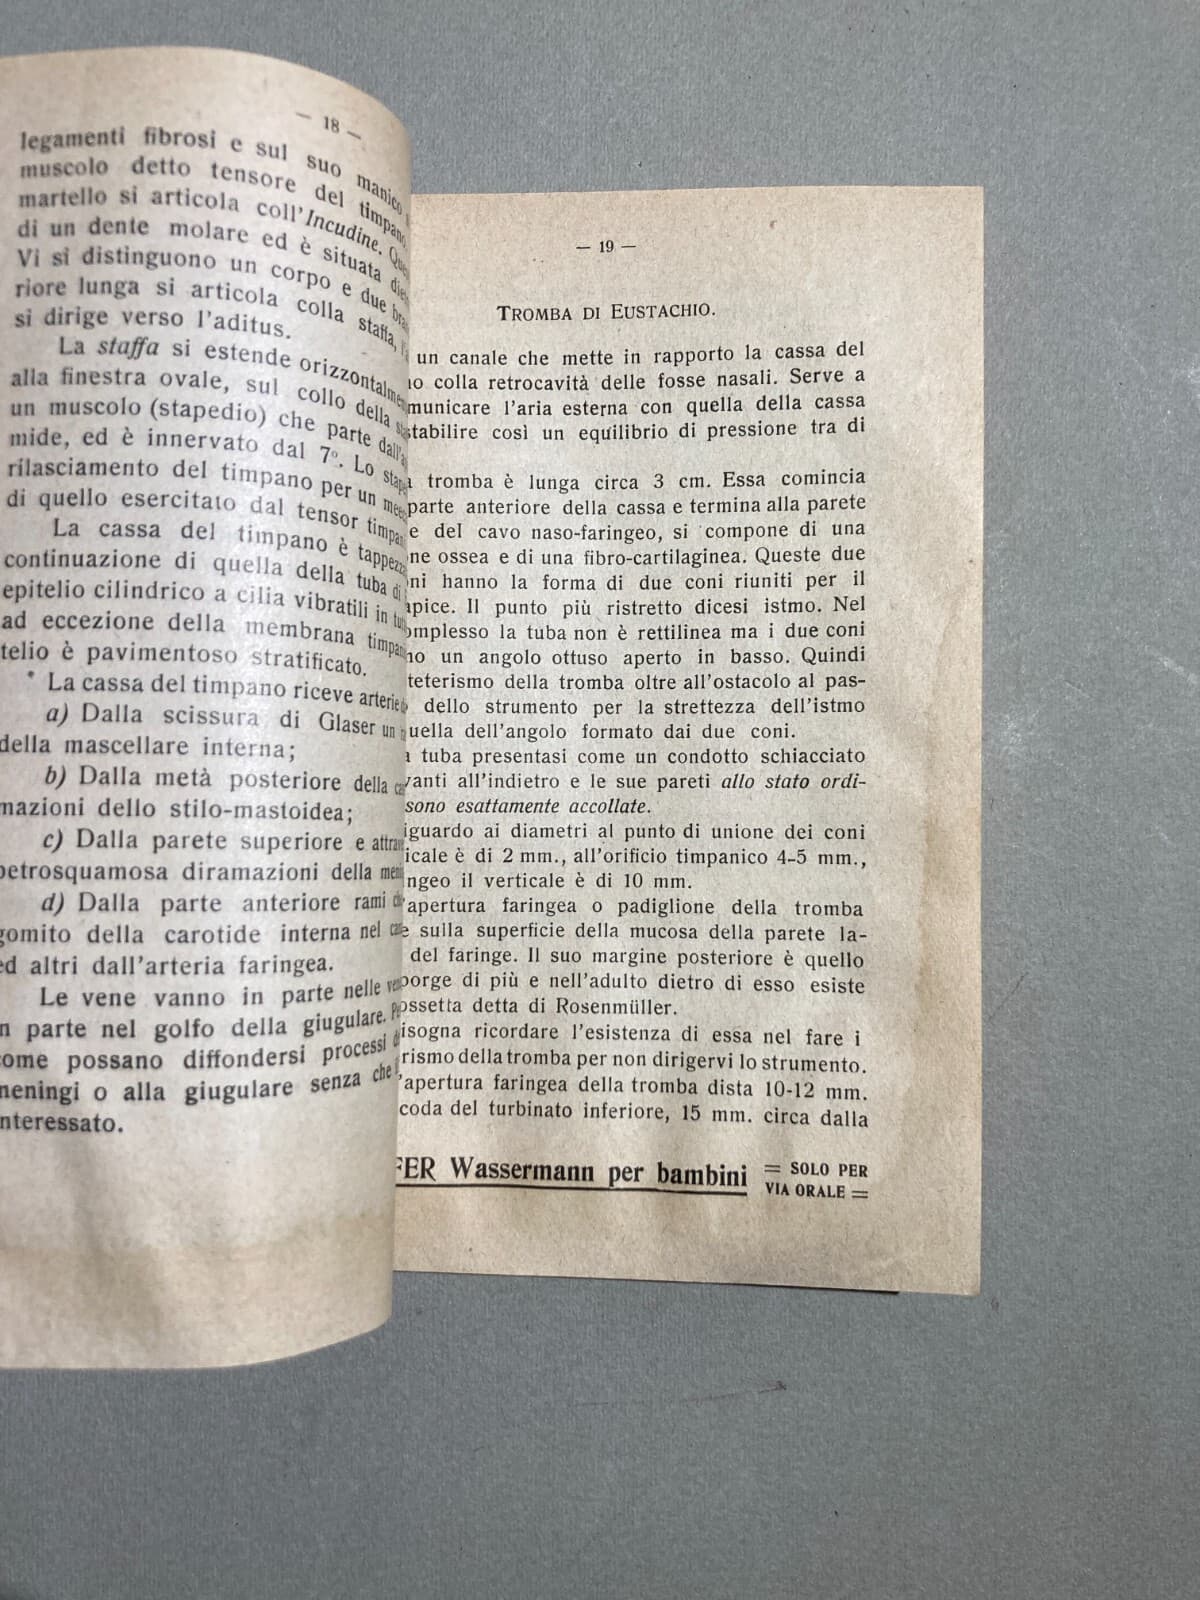 — 18 —
legamenti fibrosi e sul suo manico
muscolo detto tensore del timpano.
martello si articola coll'Incudine.
di un dente molare ed è situata
Vi si distinguono un corpo e due
riore lunga si articola colla staffa,
si dirige verso l'aditus.
La staffa si estende
alla finestra ovale, sul collo della
un muscolo (stapedio) che parte
mide, ed è innervato dal 7º. Lo
rilasciamento del timpano per un
di quello esercitato dal tensor
La cassa del timpano è
continuazione di quella della tuba di
epitelio cilindrico a cilia vibratili in
ad eccezione della membrana
telio è pavimentoso stratificato.
* La cassa del timpano riceve arterie
a) Dalla scissura di Glaser un
della mascellare interna;
b) Dalla metà posteriore della
mazioni dello stilo-mastoidea;
c) Dalla parete superiore e
petrosquamosa diramazioni della
d) Dalla parte anteriore rami
gomito della carotide interna nel
ed altri dall'arteria faringea.
Le vene vanno in parte nelle
in parte nel golfo della giugulare.
come possano diffondersi processi
meningi o alla giugulare senza che
interessato.
— 19 —
TROMBA DI EUSTACHIO.
un canale che mette in rapporto la cassa del
colla retrocavità delle fosse nasali. Serve a
municare l'aria esterna con quella della cassa
stabilire così un equilibrio di pressione tra di
tromba è lunga circa 3 cm. Essa comincia
parte anteriore della cassa e termina alla parete
e del cavo naso-faringeo, si compone di una
ne ossea e di una fibro-cartilaginea. Queste due
ni hanno la forma di due coni riuniti per il
apice. Il punto più ristretto dicesi istmo. Nel
omplesso la tuba non è rettilinea ma i due coni
no un angolo ottuso aperto in basso. Quindi
teterismo della tromba oltre all'ostacolo al pas-
dello strumento per la strettezza dell'istmo
quella dell'angolo formato dai due coni.
tuba presentasi come un condotto schiacciato
vanti all'indietro e le sue pareti allo stato ordi-
sono esattamente accollate.
iguardo ai diametri al punto di unione dei coni
icale è di 2 mm., all'orificio timpanico 4-5 mm.,
ngeo il verticale è di 10 mm.
apertura faringea o padiglione della tromba
e sulla superficie della mucosa della parete la-
del faringe. Il suo margine posteriore è quello
porge di più e nell'adulto dietro di esso esiste
ossetta detta di Rosenmüller.
isogna ricordare l'esistenza di essa nel fare i
rismo della tromba per non dirigervi lo strumento.
'apertura faringea della tromba dista 10-12 mm.
coda del turbinato inferiore, 15 mm. circa dalla
FER Wassermann per bambini = SOLO PER
VIA ORALE =